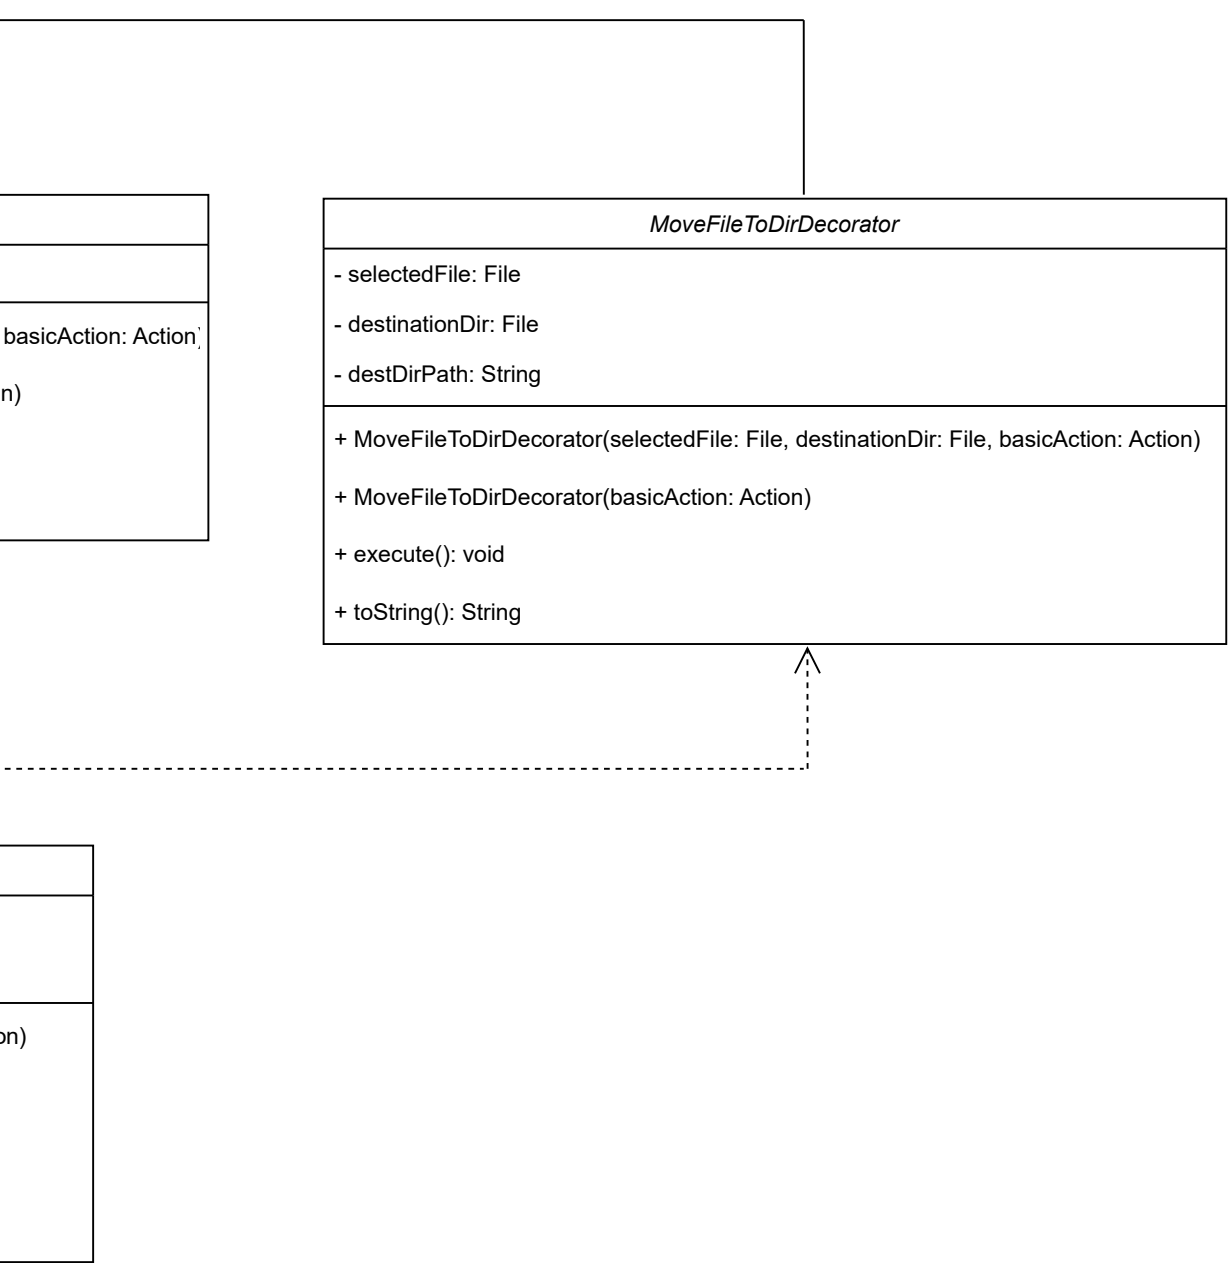 MoveFileToDirDecorator
- selectedFile: File
- destinationDir: File
- destDirPath: String
+ MoveFileToDirDecorator(selectedFile: File, destinationDir: File, basicAction: Action)
+ MoveFileToDirDecorator(basicAction: Action)
+ execute(): void
+ toString(): String
basicAction: Action)
n)
on)